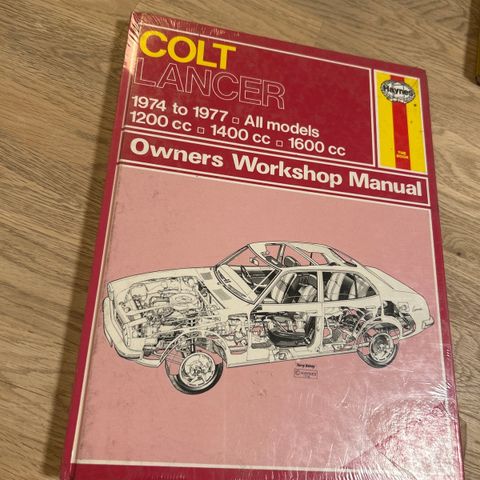 COLT
LANCER
1974 to 1977 ▫ All models
1200 cc ▫ 1400 cc ▫ 1600 cc
Haynes
Owners Workshop Manual